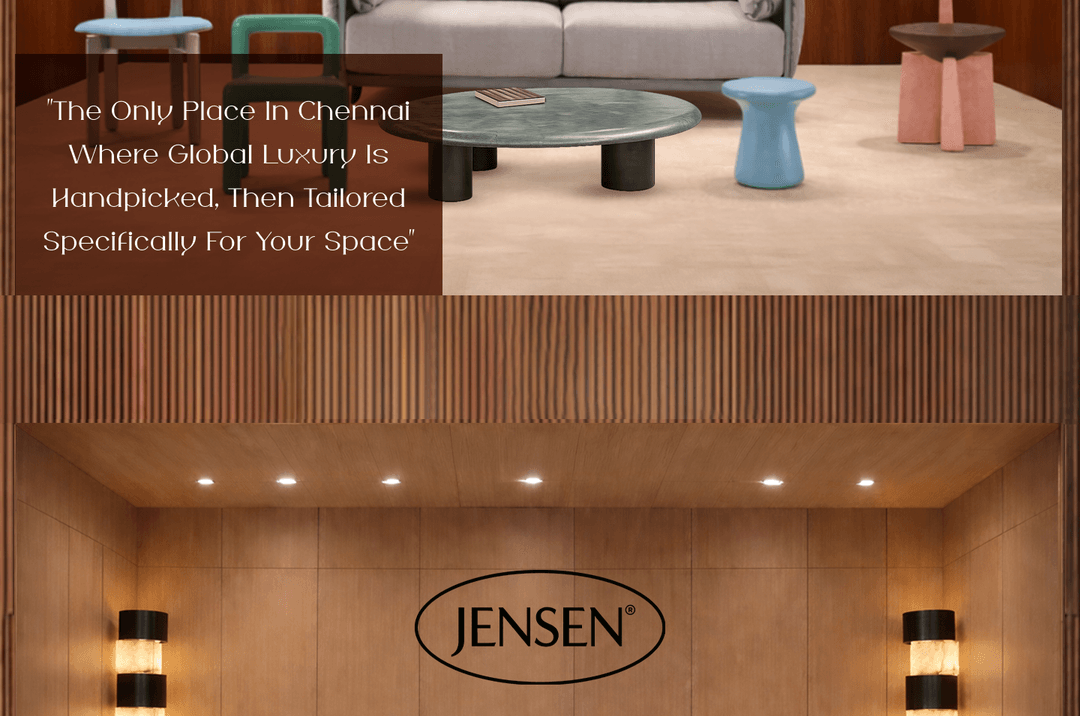 "The Only Place In Chennai
Where Global Luxury Is
Handpicked, Then Tailored
Specifically For Your Space"
JENSEN®